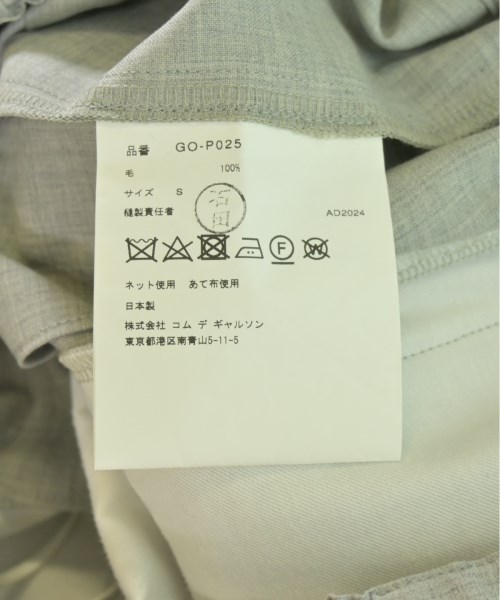 品番 GO-P025
毛 100%
サイズ S
縫製責任者 沼田 AD2024
F W
ネット使用 あて布使用
日本製
株式会社 コム デ ギャルソン
東京都港区南青山5-11-5